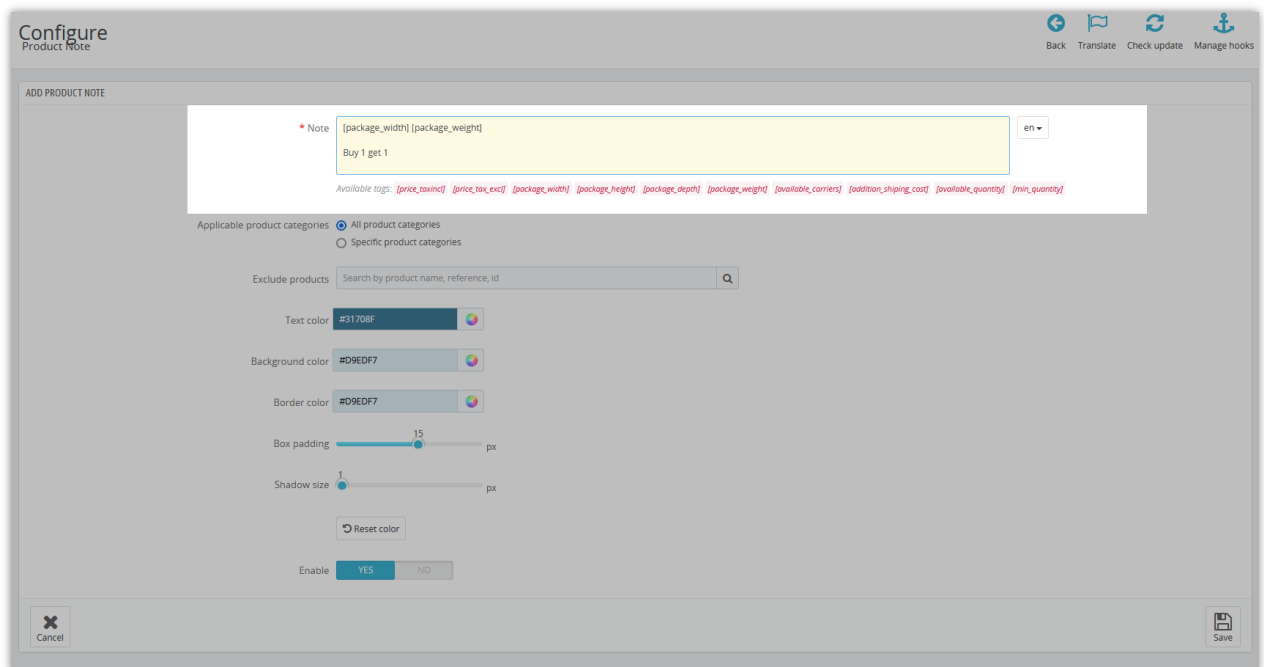 Configure
Product Note
Back Translate Check update Manage hooks
ADD PRODUCT NOTE
* Note [package_width] [package_weight] en
Buy 1 get 1
Available tags: [price_taxincl] [price_tax_excl] [package_width] [package_height] [package_depth] [package_weight] [available_carriers] [addition_shiping_cost] [available_quantity] [min_quantity]
Applicable product categories All product categories
Specific product categories
Exclude products Search by product name, reference, id
Text color #31708F
Background color #D9EDF7
Border color #D9EDF7
15
Box padding px
1
Shadow size px
Reset color
Enable YES NO
Cancel Save